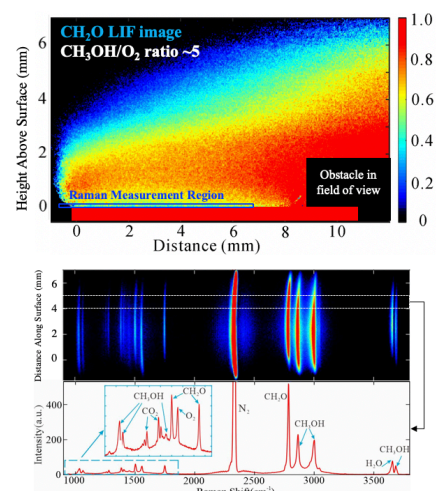 CH₂O LIF image
CH₃OH/O₂ ratio ~5
Height Above Surface (mm)
6
4
2
0
Raman Measurement Region
Obstacle in
field of view
0 2 4 6 8 10
Distance (mm)
1.0
0.8
0.6
0.4
0.2
0
Distance Along Surface (mm)
6
4
2
0
Intensity(a.u.)
400
200
0
CH₃OH
CO₂
CH₂O
O₂
N₂
CH₂O
CH₃OH
H₂O
CH₃OH
1000 1500 2000 2500 3000 3500